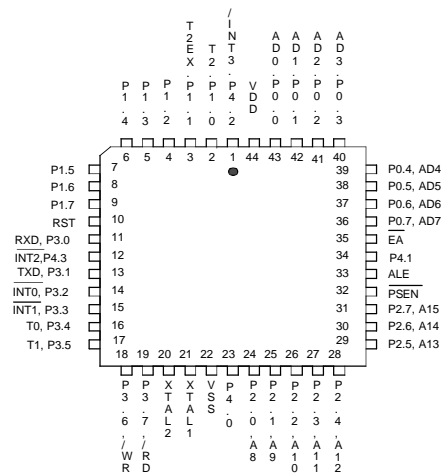 P1.4
P1.3
P1.2
T2EX.P1.1
T2.P1.0
/INT3.P4.2
VDD
AD0.P0.0
AD1.P0.1
AD2.P0.2
AD3.P0.3
6 5 4 3 2 1 44 43 42 41 40
P1.5 7
P1.6 8
P1.7 9
RST 10
RXD, P3.0 11
INT2,P4.3 12
TXD, P3.1 13
INT0, P3.2 14
INT1, P3.3 15
T0, P3.4 16
T1, P3.5 17
39 P0.4, AD4
38 P0.5, AD5
37 P0.6, AD6
36 P0.7, AD7
35 EA
34 P4.1
33 ALE
32 PSEN
31 P2.7, A15
30 P2.6, A14
29 P2.5, A13
18 19 20 21 22 23 24 25 26 27 28
P3.6,/WR
P3.7,/RD
XTAL2
XTAL1
VSS
P4.0
P2.0,A8
P2.1,A9
P2.2,A10
P2.3,A11
P2.4,A12